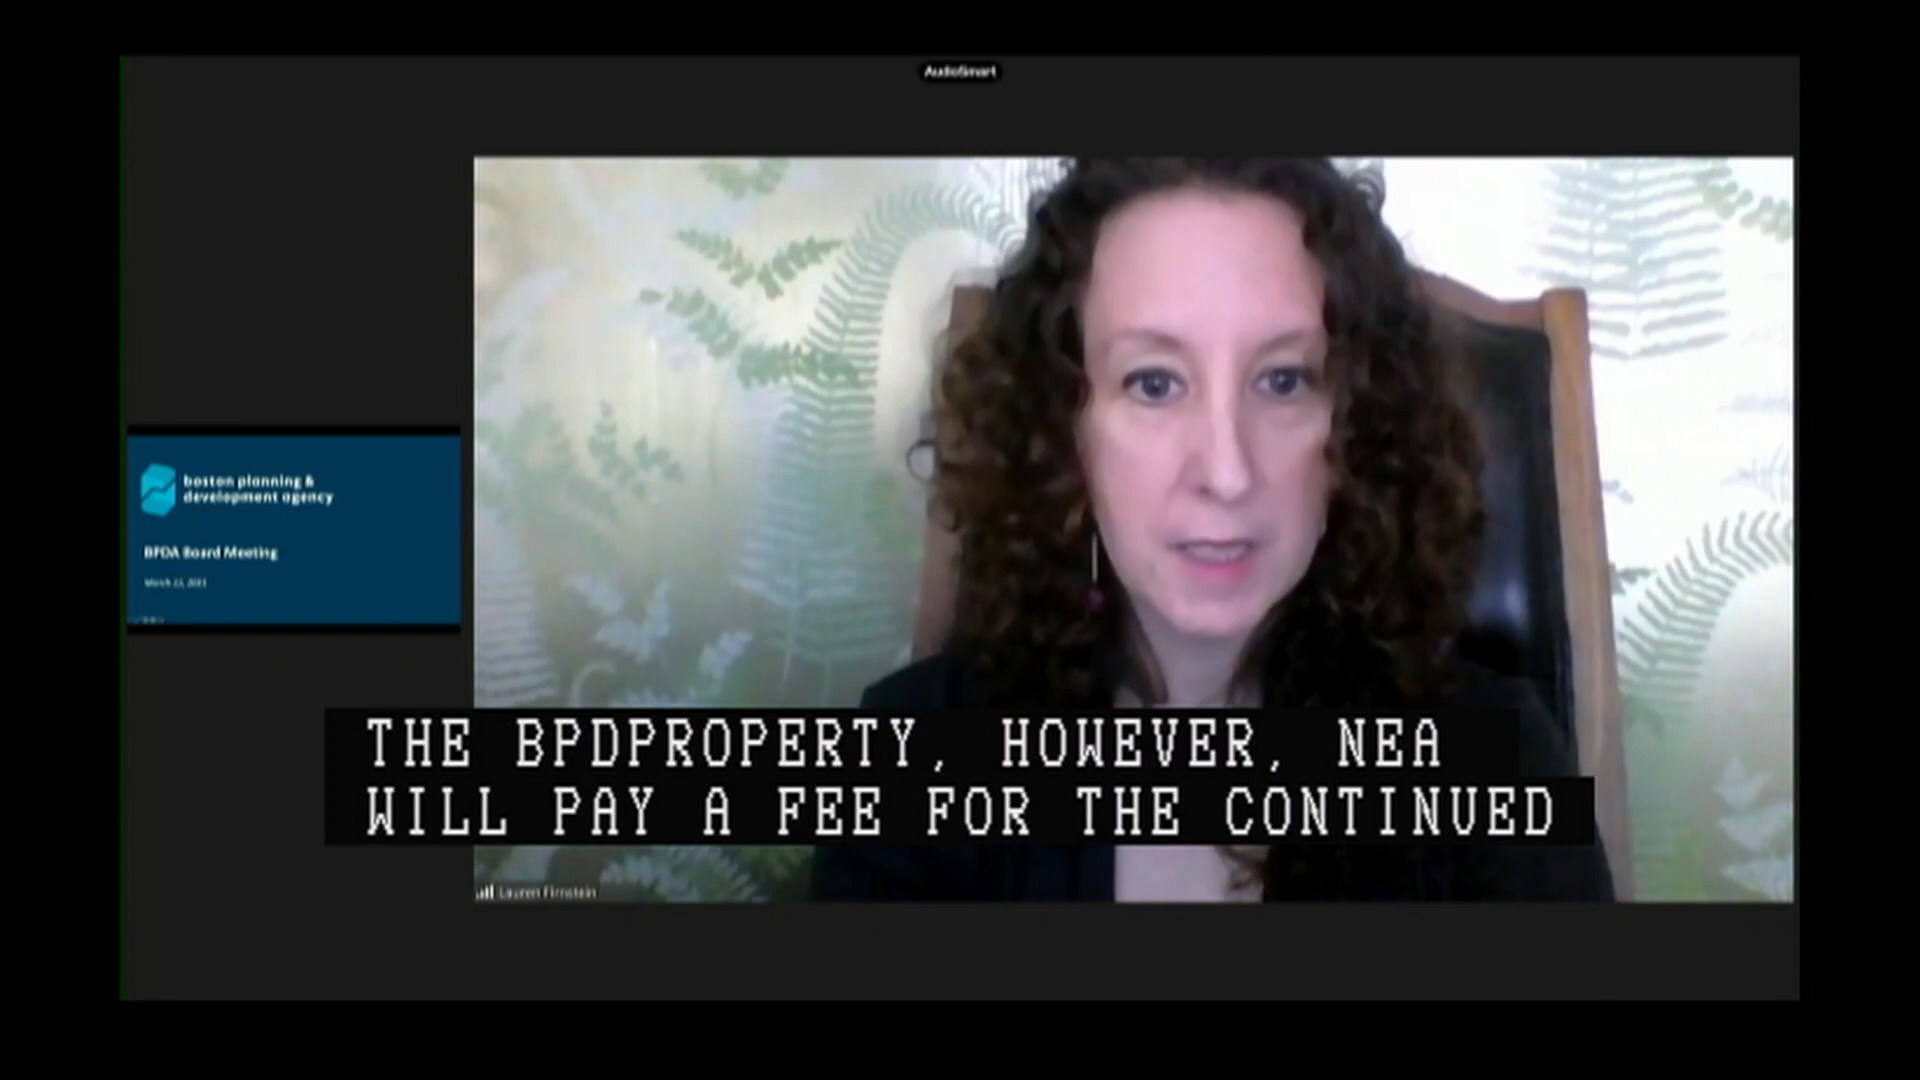 AudioSmart
boston planning &
development agency
BPDA Board Meeting
THE BPDPROPERTY, HOWEVER, NEA
WILL PAY A FEE FOR THE CONTINUED
Lauren Firnstein